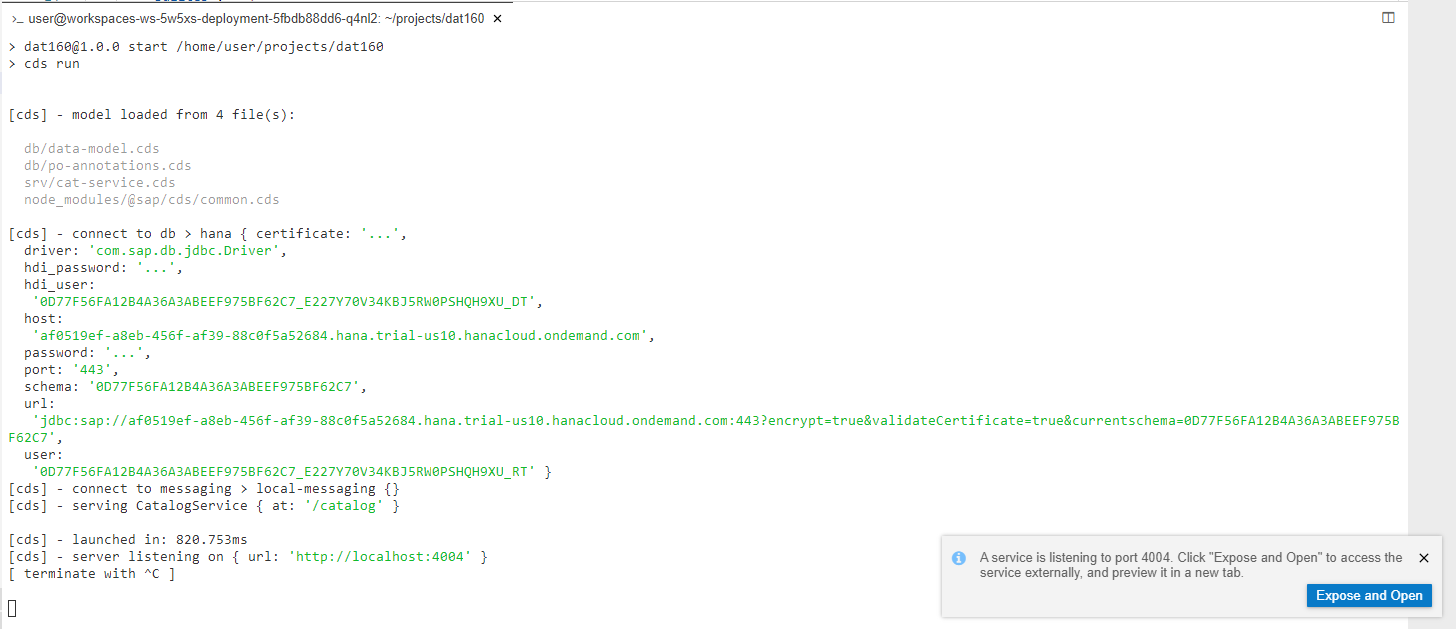 >_ user@workspaces-ws-5w5xs-deployment-5fbdb88dd6-q4nl2: ~/projects/dat160 ×
> dat160@1.0.0 start /home/user/projects/dat160
> cds run
[cds] - model loaded from 4 file(s):
db/data-model.cds
db/po-annotations.cds
srv/cat-service.cds
node_modules/@sap/cds/common.cds
[cds] - connect to db > hana { certificate: '...',
driver: 'com.sap.db.jdbc.Driver',
hdi_password: '...',
hdi_user:
'0D77F56FA12B4A36A3ABEEF975BF62C7_E227Y70V34KBJ5RW0PSHQH9XU_DT',
host:
'af0519ef-a8eb-456f-af39-88c0f5a52684.hana.trial-us10.hanacloud.ondemand.com',
password: '...',
port: '443',
schema: '0D77F56FA12B4A36A3ABEEF975BF62C7',
url:
'jdbc:sap://af0519ef-a8eb-456f-af39-88c0f5a52684.hana.trial-us10.hanacloud.ondemand.com:443?encrypt=true&validateCertificate=true&currentschema=0D77F56FA12B4A36A3ABEEF975B
F62C7',
user:
'0D77F56FA12B4A36A3ABEEF975BF62C7_E227Y70V34KBJ5RW0PSHQH9XU_RT' }
[cds] - connect to messaging > local-messaging {}
[cds] - serving CatalogService { at: '/catalog' }
[cds] - launched in: 820.753ms
[cds] - server listening on { url: 'http://localhost:4004' }
[ terminate with ^C ]
A service is listening to port 4004. Click "Expose and Open" to access the
service externally, and preview it in a new tab.
Expose and Open